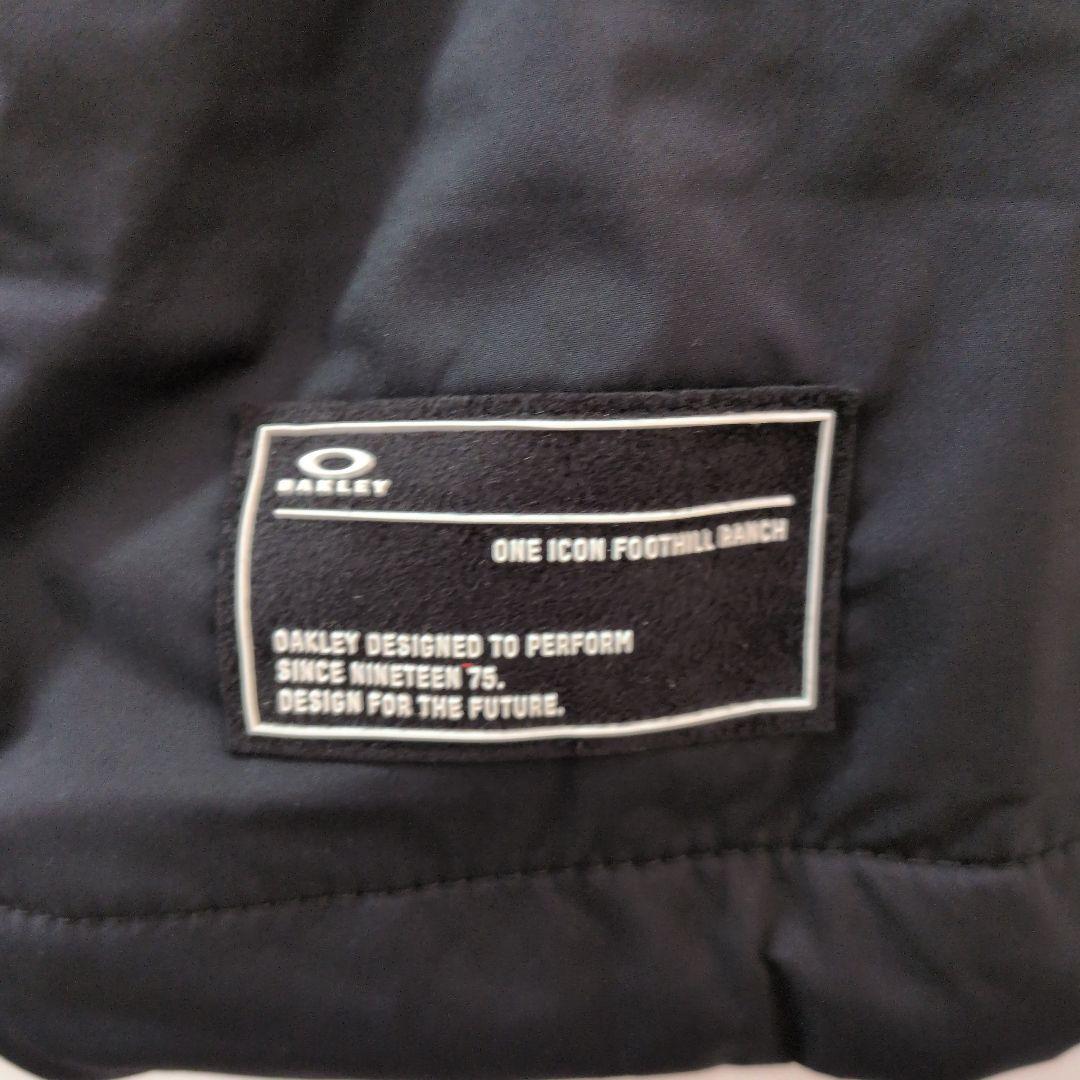 OAKLEY
ONE ICON FOOTHILL RANCH
OAKLEY DESIGNED TO PERFORM
SINCE NINETEEN 75.
DESIGN FOR THE FUTURE.